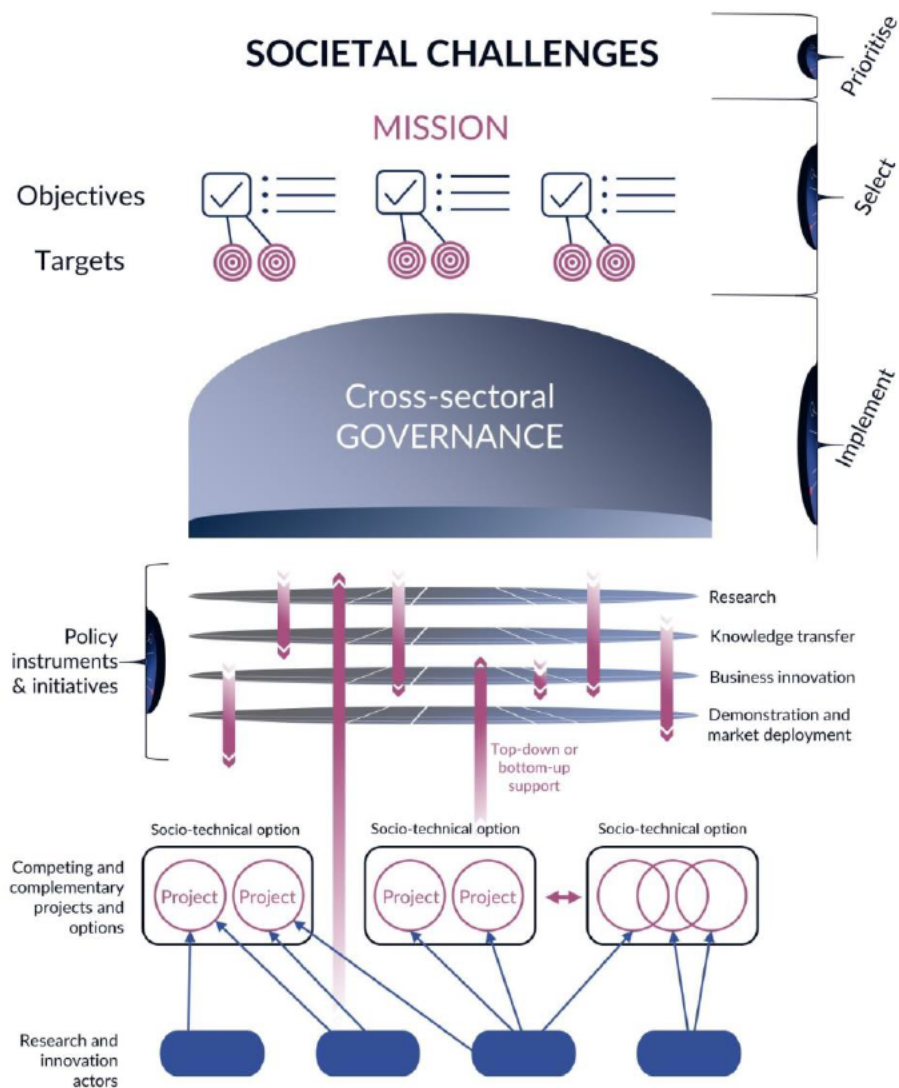 SOCIETAL CHALLENGES
Prioritise
MISSION
Select
Objectives
Targets
Cross-sectoral
GOVERNANCE
Implement
Policy
instruments
& initiatives
Research
Knowledge transfer
Business innovation
Demonstration and
market deployment
Top-down or
bottom-up
support
Socio-technical option
Socio-technical option
Socio-technical option
Competing and
complementary
projects and
options
Project
Project
Project
Project
Research and
innovation
actors